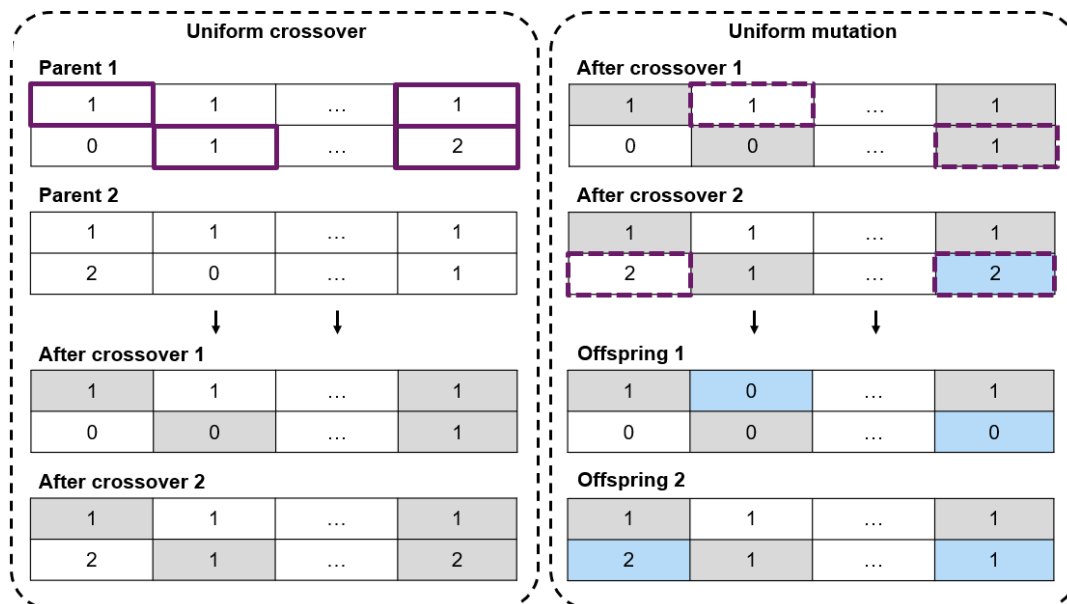 Uniform crossover
Parent 1
1 1 ... 1
0 1 ... 2
Parent 2
1 1 ... 1
2 0 ... 1
After crossover 1
1 1 ... 1
0 0 ... 1
After crossover 2
1 1 ... 1
2 1 ... 2
Uniform mutation
After crossover 1
1 1 ... 1
0 0 ... 1
After crossover 2
1 1 ... 1
2 1 ... 2
Offspring 1
1 0 ... 1
0 0 ... 0
Offspring 2
1 1 ... 1
2 1 ... 1